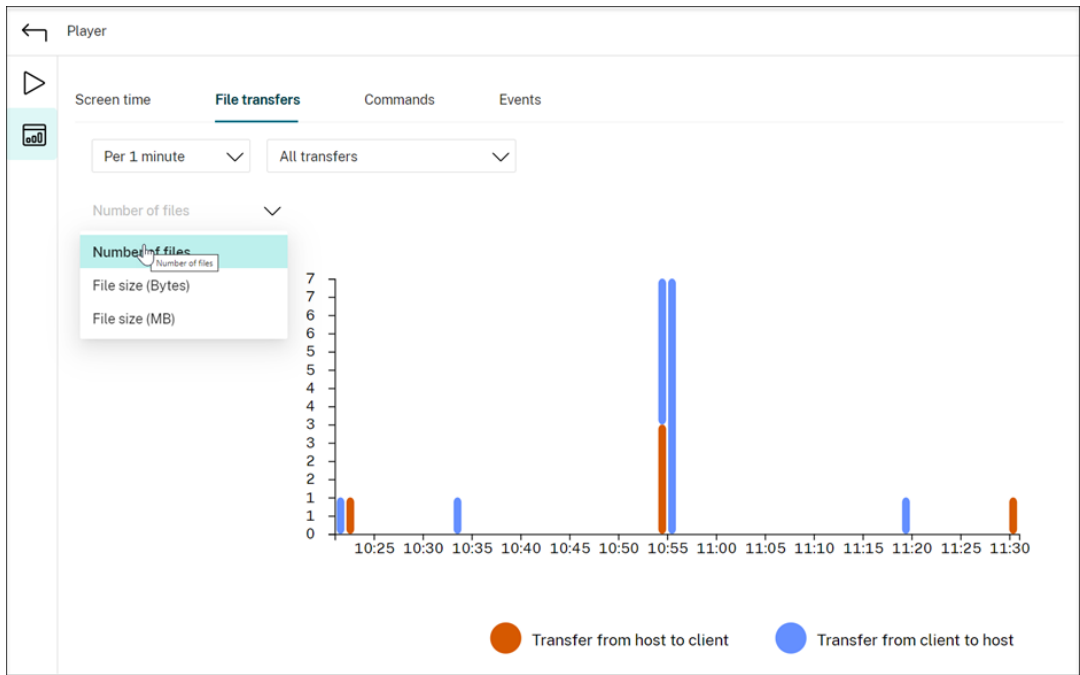 Player
Screen time File transfers Commands Events
Per 1 minute All transfers
Number of files
Number of files
Number of files
File size (Bytes)
File size (MB)
7
7
6
6
5
5
4
4
3
3
2
2
1
1
0
10:25 10:30 10:35 10:40 10:45 10:50 10:55 11:00 11:05 11:10 11:15 11:20 11:25 11:30
Transfer from host to client Transfer from client to host